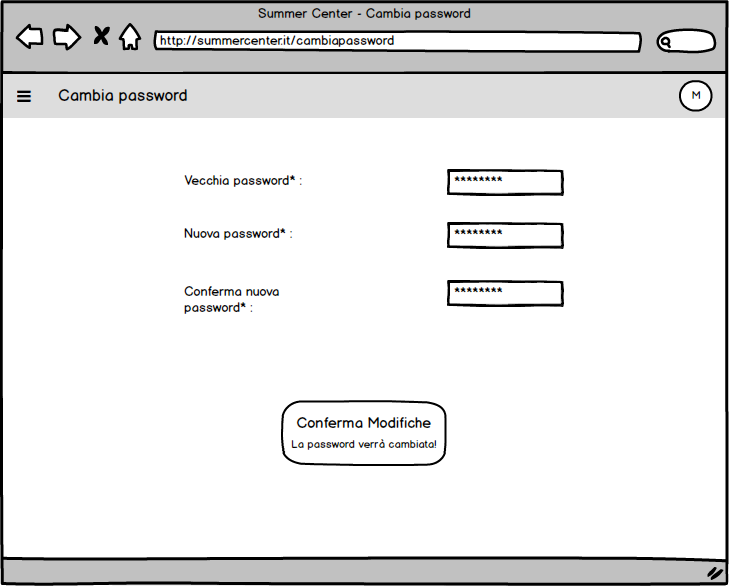 Summer Center - Cambia password
http://summercenter.it/cambiapassword
Cambia password
M
Vecchia password* :
********
Nuova password* :
********
Conferma nuova
password* :
********
Conferma Modifiche
La password verrà cambiata!